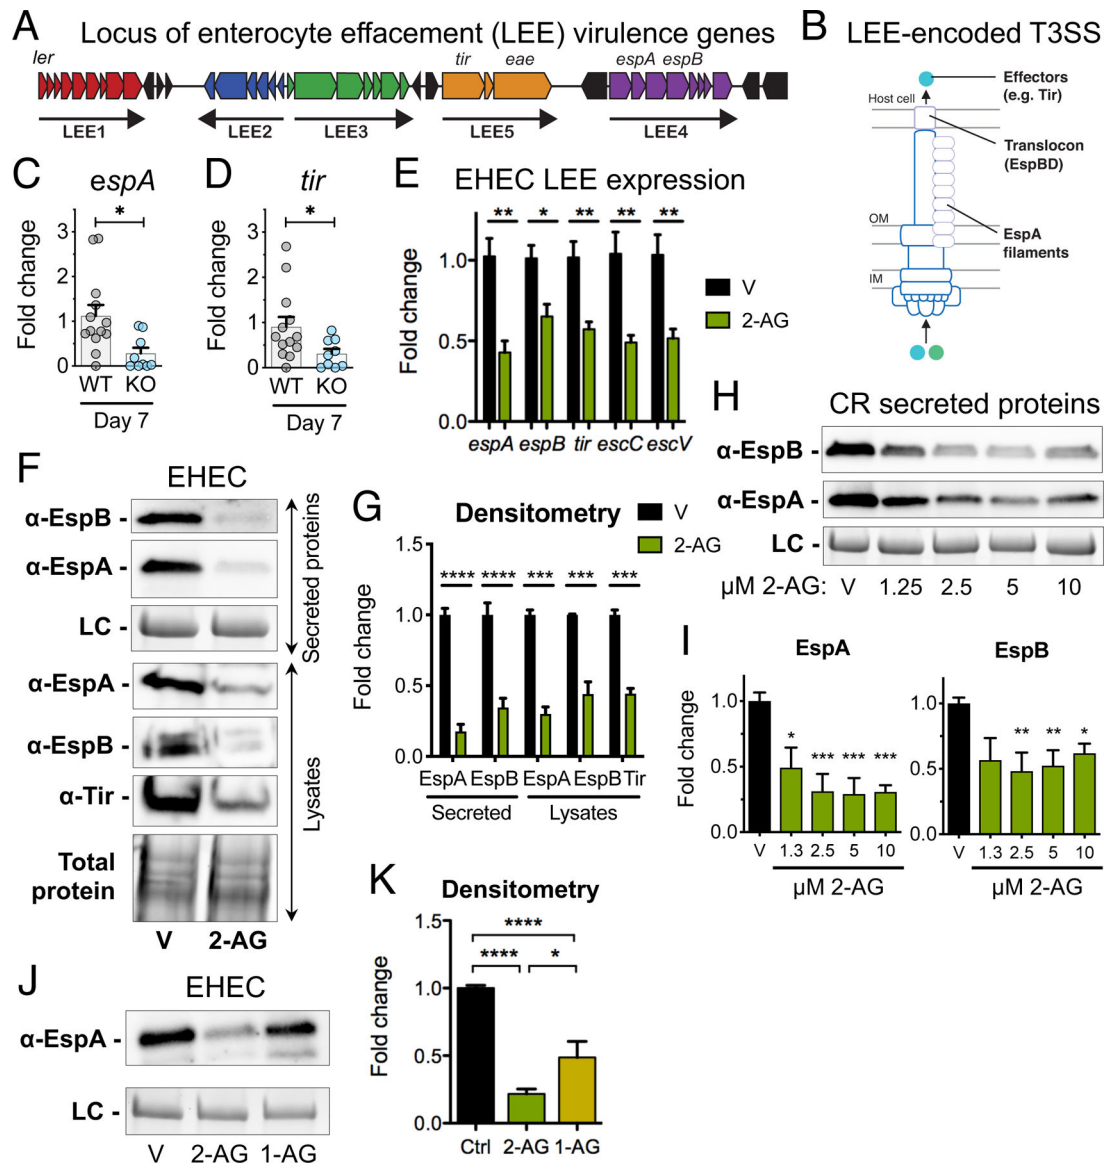 A Locus of enterocyte effacement (LEE) virulence genes
ler tir eae espA espB
LEE1 LEE2 LEE3 LEE5 LEE4
B LEE-encoded T3SS
Effectors
(e.g. Tir)
Host cell
Translocon
(EspBD)
OM
EspA
filaments
IM
C espA
*
Fold change
3
2
1
0
WT KO
Day 7
D tir
*
Fold change
3
2
1
0
WT KO
Day 7
E EHEC LEE expression
** * ** ** **
Fold change
1.0
0.5
0.0
V
2-AG
espA espB tir escC escV
F EHEC
α-EspB -
α-EspA -
LC -
Secreted proteins
α-EspA -
α-EspB -
α-Tir -
Total
protein
Lysates
V 2-AG
G Densitometry
V
2-AG
Fold change
1.5
1.0
0.5
0.0
**** **** *** *** ***
EspA EspB EspA EspB Tir
Secreted Lysates
H CR secreted proteins
α-EspB -
α-EspA -
LC -
μM 2-AG: V 1.25 2.5 5 10
I EspA
Fold change
1.0
0.5
0.0
* *** *** ***
V 1.3 2.5 5 10
μM 2-AG
EspB
1.0
0.5
0.0
** ** *
V 1.3 2.5 5 10
μM 2-AG
J EHEC
α-EspA -
LC -
V 2-AG 1-AG
K Densitometry
Fold change
1.5
1.0
0.5
0.0
****
**** *
Ctrl 2-AG 1-AG